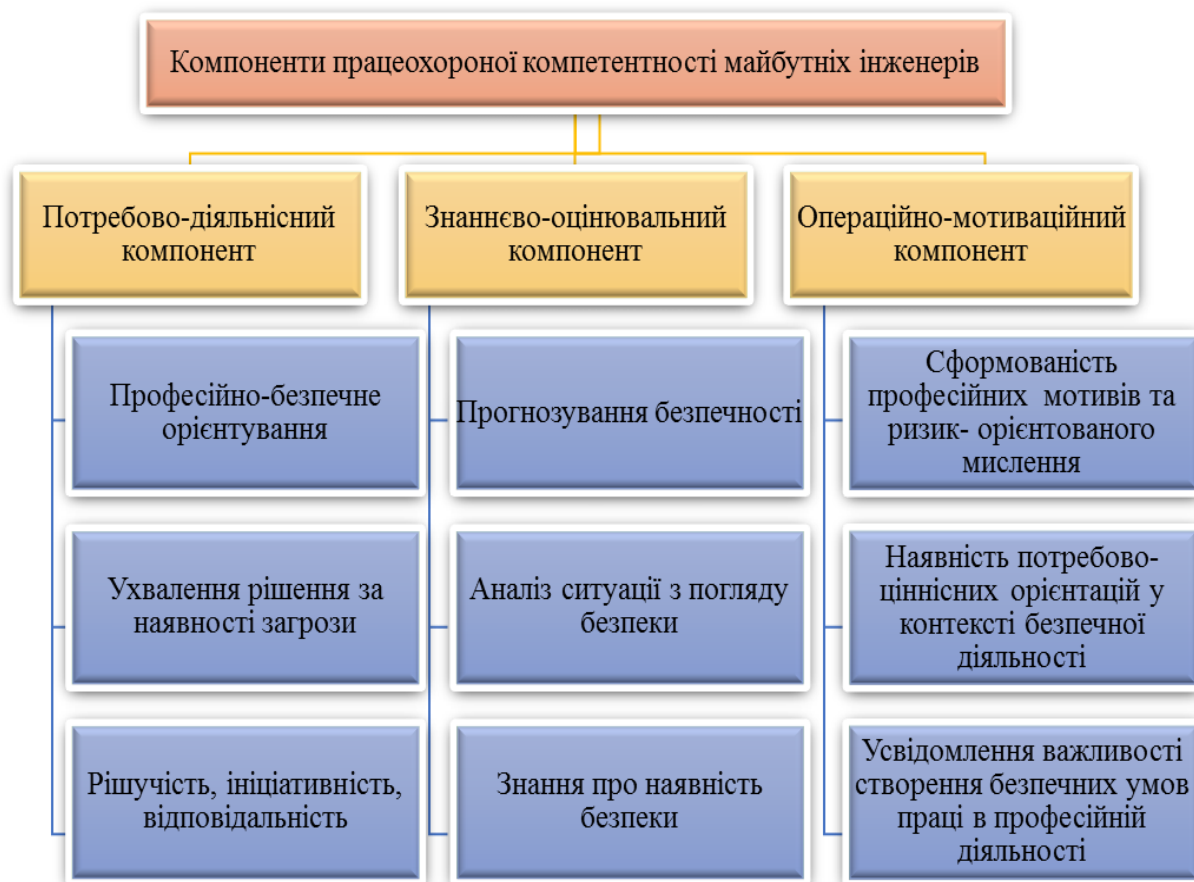 Компоненти працеохороної компетентності майбутніх інженерів
Потребово-діяльнісний
компонент
Професійно-безпечне
орієнтування
Ухвалення рішення за
наявності загрози
Рішучість, ініціативність,
відповідальність
Знаннєво-оцінювальний
компонент
Прогнозування безпечності
Аналіз ситуації з погляду
безпеки
Знання про наявність
безпеки
Операційно-мотиваційний
компонент
Сформованість
професійних мотивів та
ризик- орієнтованого
мислення
Наявність потребово-
ціннісних орієнтацій у
контексті безпечної
діяльності
Усвідомлення важливості
створення безпечних умов
праці в професійній
діяльності